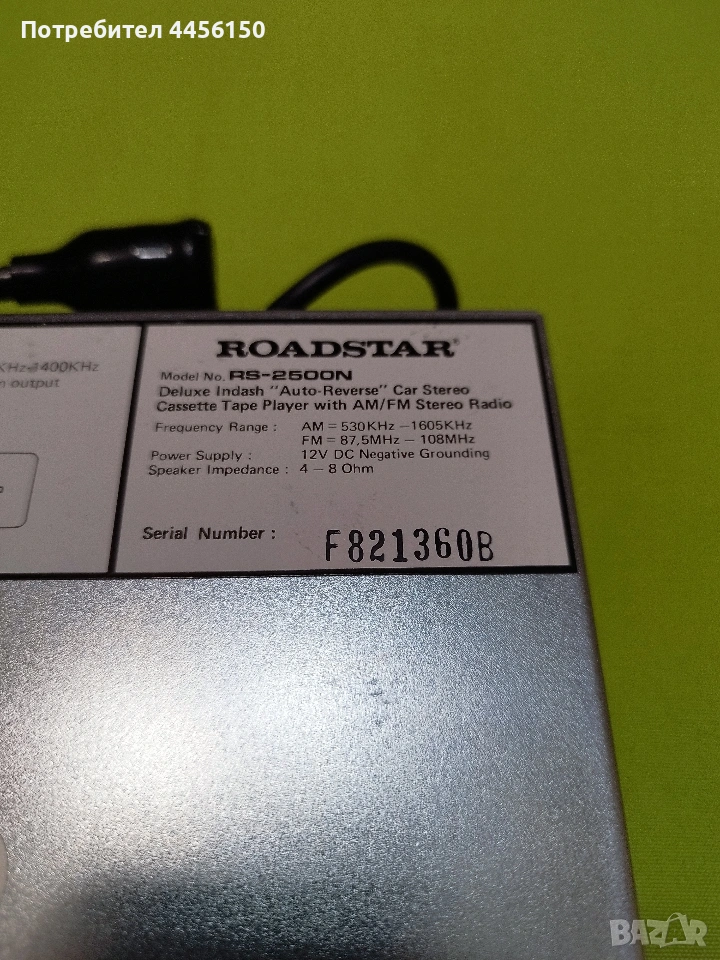 Потребител 4456150
ROADSTAR
Model No. RS-2500N
Deluxe Indash "Auto-Reverse" Car Stereo
Cassette Tape Player with AM/FM Stereo Radio
Frequency Range : AM = 530KHz – 1605KHz
FM = 87,5MHz – 108MHz
Power Supply : 12V DC Negative Grounding
Speaker Impedance : 4 – 8 Ohm
Serial Number : F821360B
1400KHz
output
BAZAR